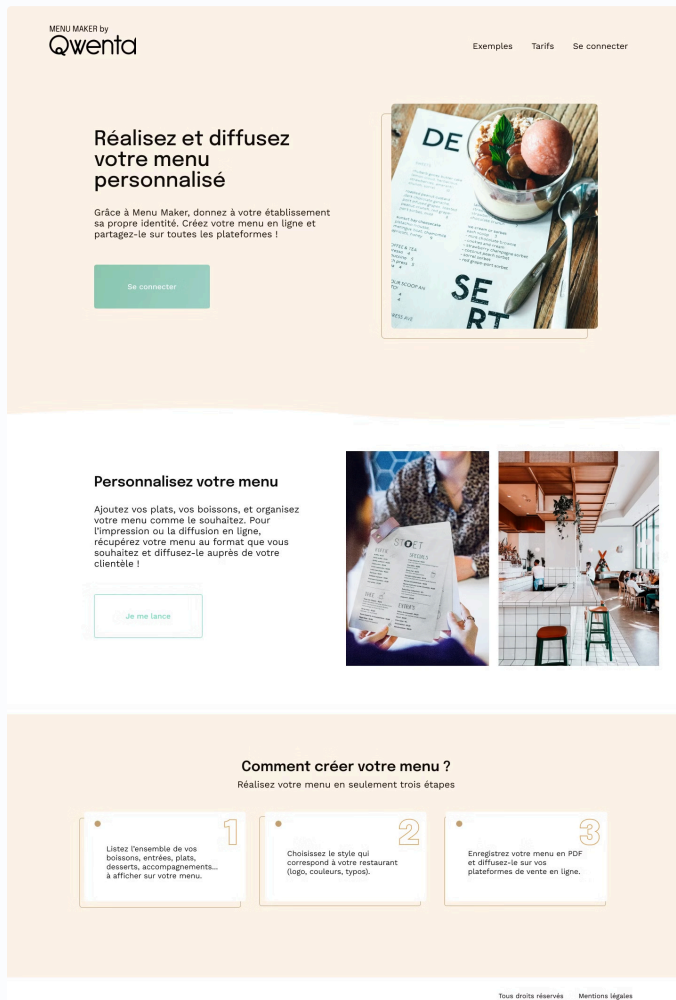 MENU MAKER by
Qwenta
Exemples Tarifs Se connecter
Réalisez et diffusez
votre menu
personnalisé
Grâce à Menu Maker, donnez à votre établissement
sa propre identité. Créez votre menu en ligne et
partagez-le sur toutes les plateformes !
Se connecter
DE
SE
RT
Personnalisez votre menu
Ajoutez vos plats, vos boissons, et organisez
votre menu comme le souhaitez. Pour
l'impression ou la diffusion en ligne,
récupérez votre menu au format que vous
souhaitez et diffusez-le auprès de votre
clientèle !
Je me lance
Comment créer votre menu ?
Réalisez votre menu en seulement trois étapes
1
Listez l'ensemble de vos
boissons, entrées, plats,
desserts, accompagnements...
à afficher sur votre menu.
2
Choisissez le style qui
correspond à votre restaurant
(logo, couleurs, typos).
3
Enregistrez votre menu en PDF
et diffusez-le sur vos
plateformes de vente en ligne.
Tous droits réservés Mentions légales